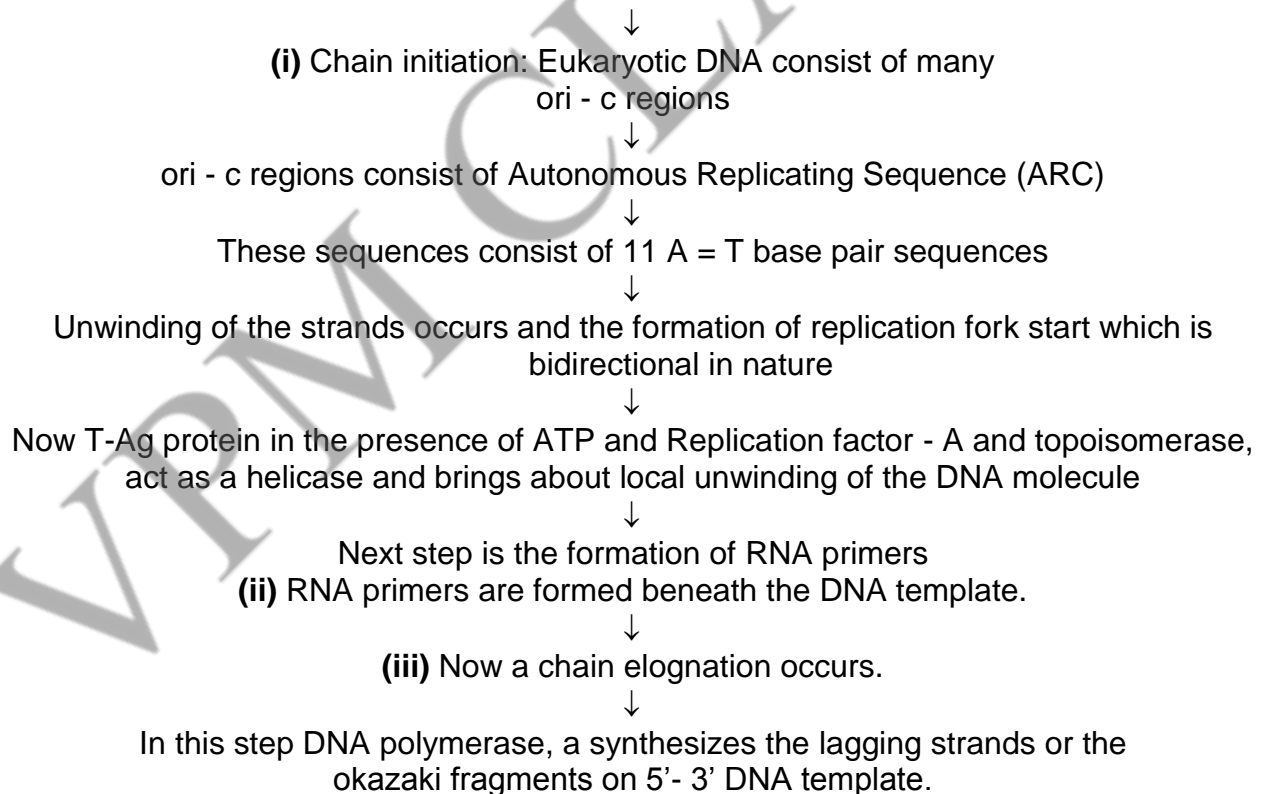 ↓
(i) Chain initiation: Eukaryotic DNA consist of many
ori - c regions
↓
ori - c regions consist of Autonomous Replicating Sequence (ARC)
↓
These sequences consist of 11 A = T base pair sequences
↓
Unwinding of the strands occurs and the formation of replication fork start which is
bidirectional in nature
↓
Now T-Ag protein in the presence of ATP and Replication factor - A and topoisomerase,
act as a helicase and brings about local unwinding of the DNA molecule
↓
Next step is the formation of RNA primers
(ii) RNA primers are formed beneath the DNA template.
↓
(iii) Now a chain elognation occurs.
↓
In this step DNA polymerase, a synthesizes the lagging strands or the
okazaki fragments on 5’- 3’ DNA template.
VPM CL